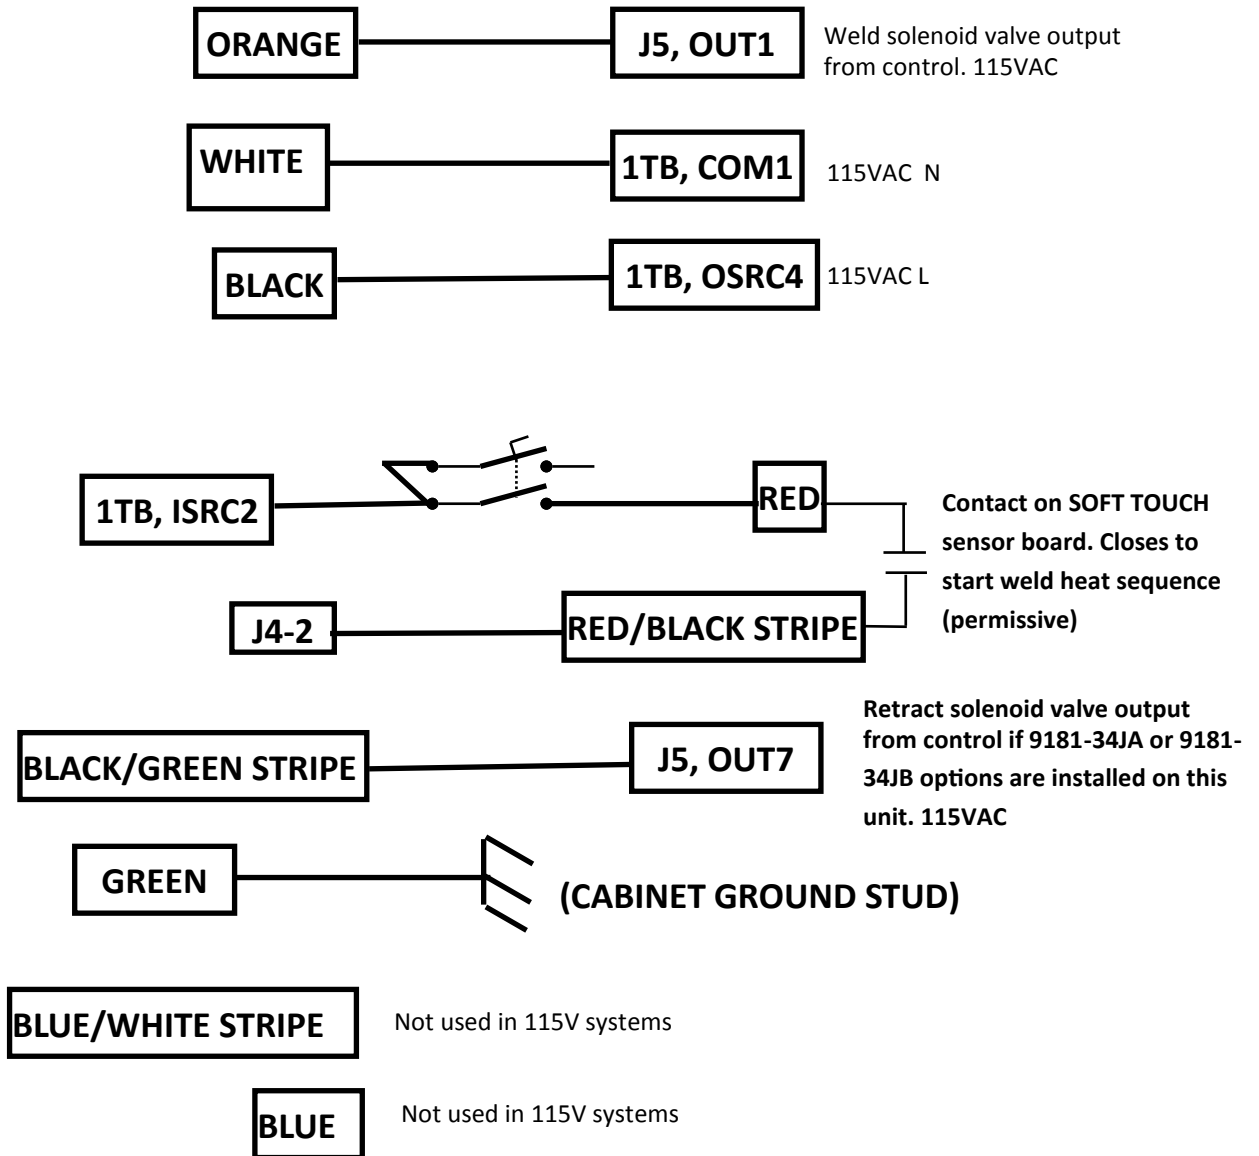 ORANGE
J5, OUT1
Weld solenoid valve output
from control. 115VAC
WHITE
1TB, COM1
115VAC  N
BLACK
1TB, OSRC4
115VAC L
1TB, ISRC2
RED
Contact on SOFT TOUCH
sensor board. Closes to
start weld heat sequence
(permissive)
J4-2
RED/BLACK STRIPE
BLACK/GREEN STRIPE
J5, OUT7
Retract solenoid valve output
from control if 9181-34JA or 9181-
34JB options are installed on this
unit. 115VAC
GREEN
(CABINET GROUND STUD)
BLUE/WHITE STRIPE
Not used in 115V systems
BLUE
Not used in 115V systems